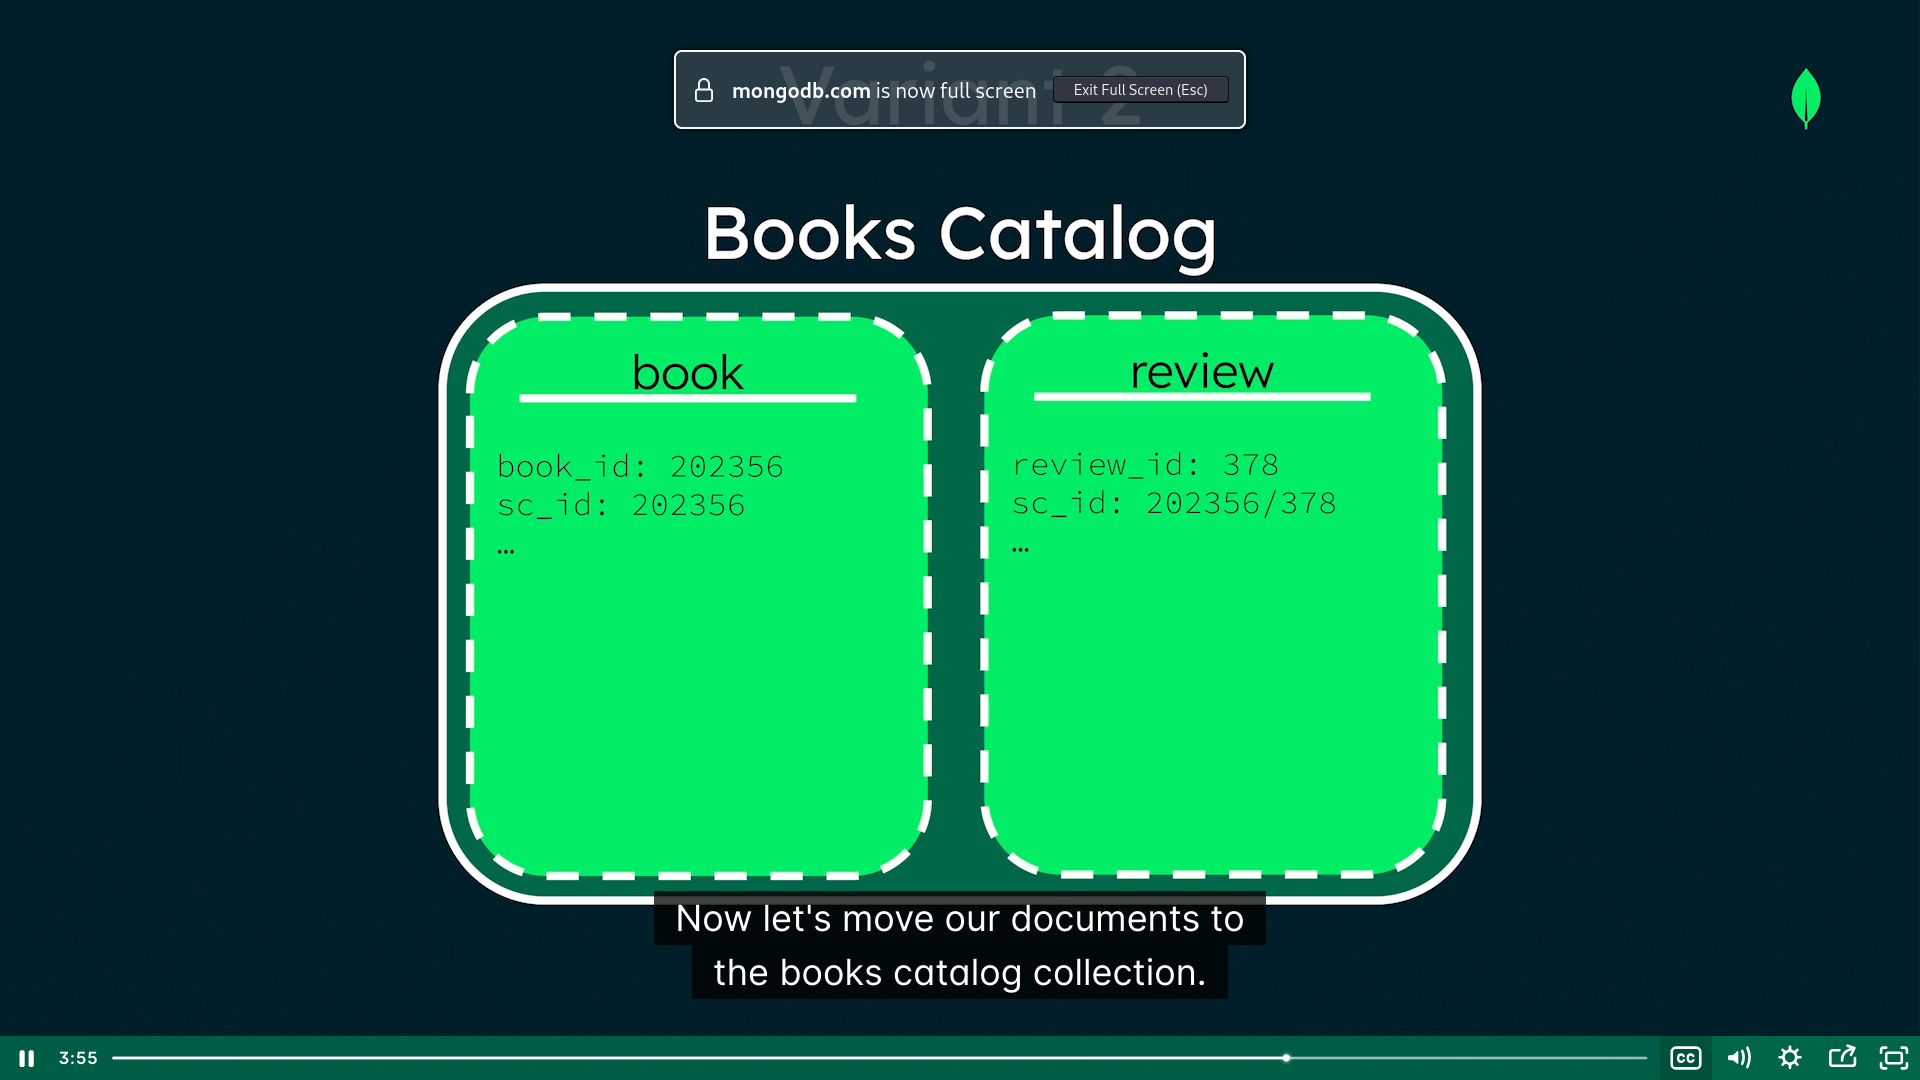 Variant 2
mongodb.com is now full screen
Exit Full Screen (Esc)
Books Catalog
book
book_id: 202356
sc_id: 202356
…
review
review_id: 378
sc_id: 202356/378
…
Now let's move our documents to
the books catalog collection.
3:55
CC